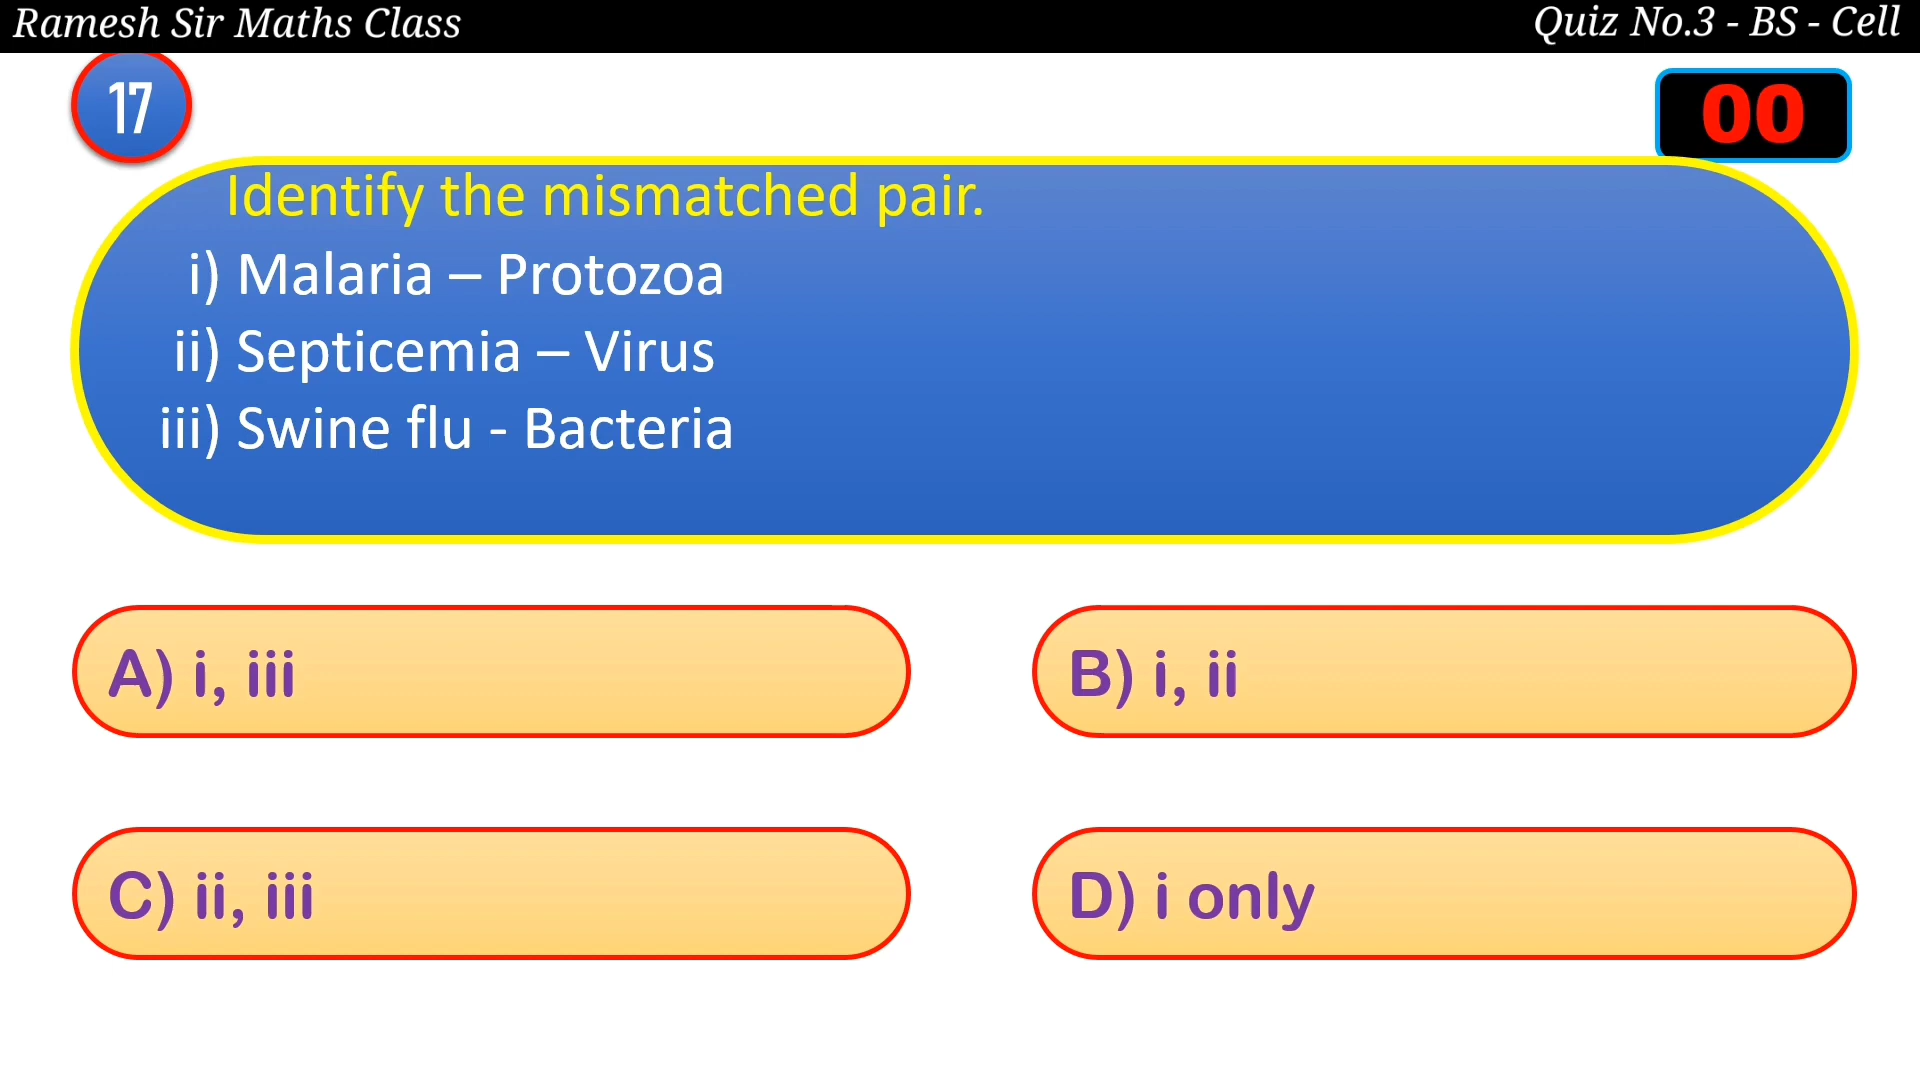 Ramesh Sir Maths Class
Quiz No.3 - BS - Cell
17
00
Identify the mismatched pair.
i) Malaria – Protozoa
ii) Septicemia – Virus
iii) Swine flu - Bacteria
A) i, iii
B) i, ii
C) ii, iii
D) i only